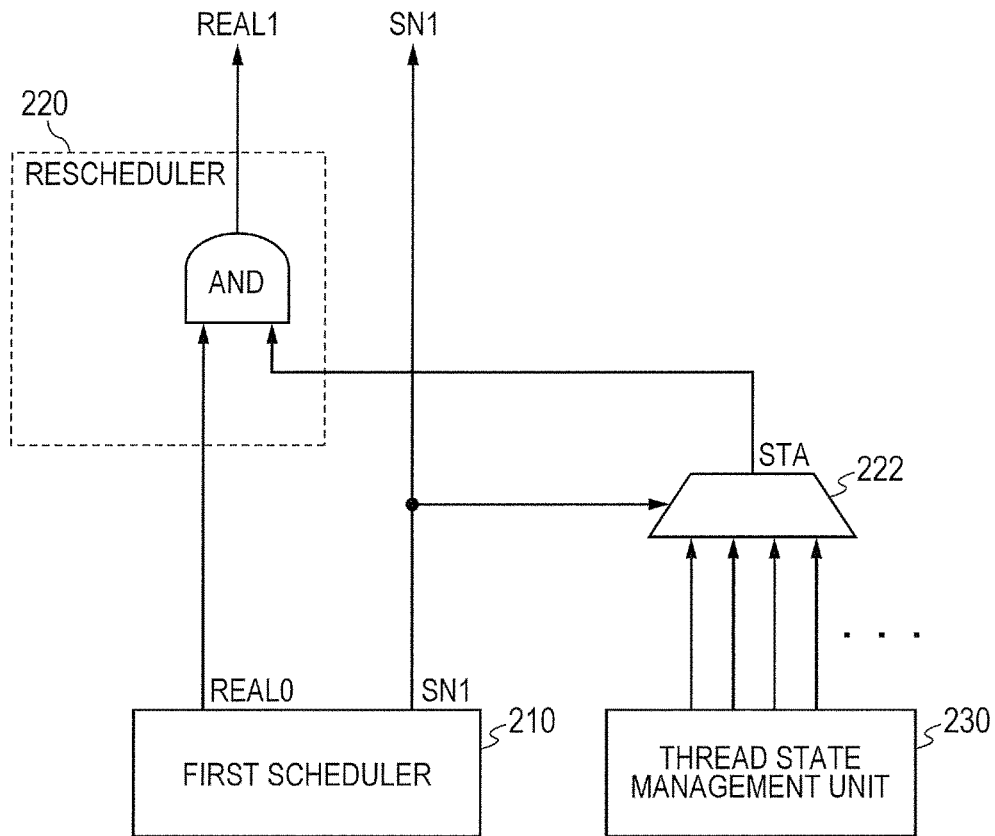 REAL1
SN1
220
RESCHEDULER
AND
STA
222
REAL0
SN1
210
230
FIRST SCHEDULER
THREAD STATE
MANAGEMENT UNIT
. . .